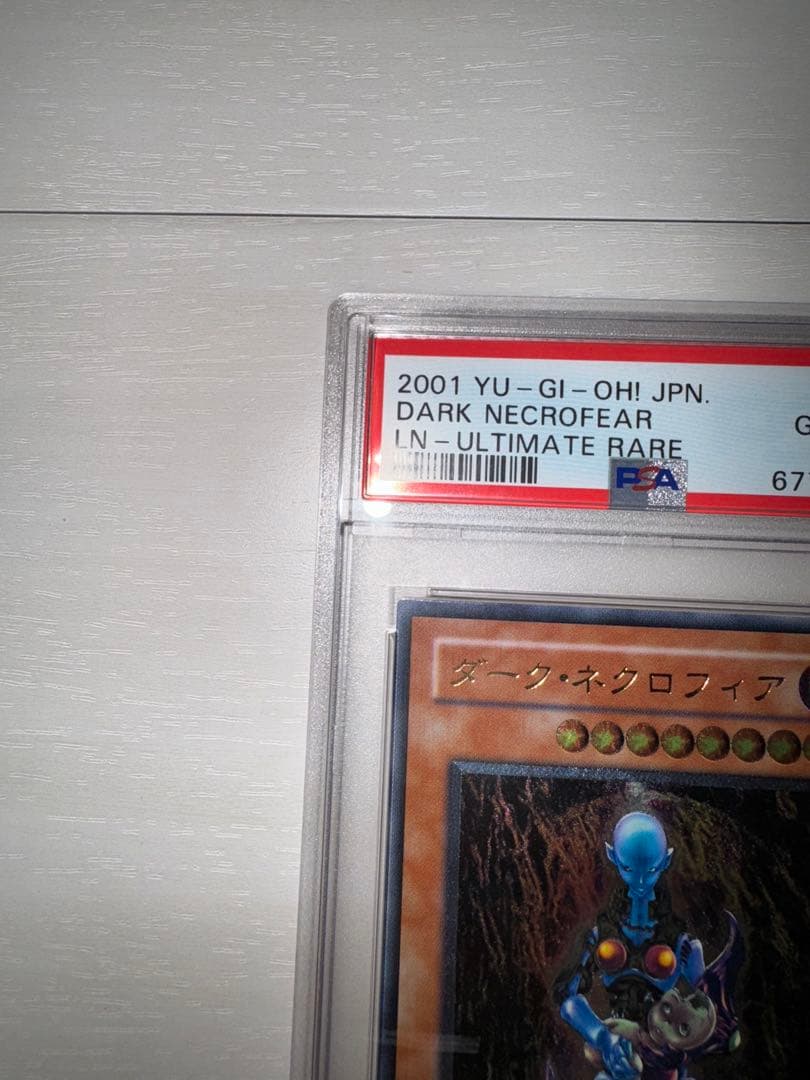 2001 YU-GI-OH! JPN.
DARK NECROFEAR
G
LN-ULTIMATE RARE
PSA
677
ダーク・ネクロフィア